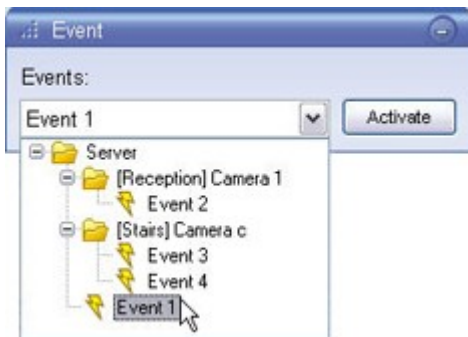 Event
Events:
Event 1
Activate
Server
[Reception] Camera 1
Event 2
[Stairs] Camera c
Event 3
Event 4
Event 1